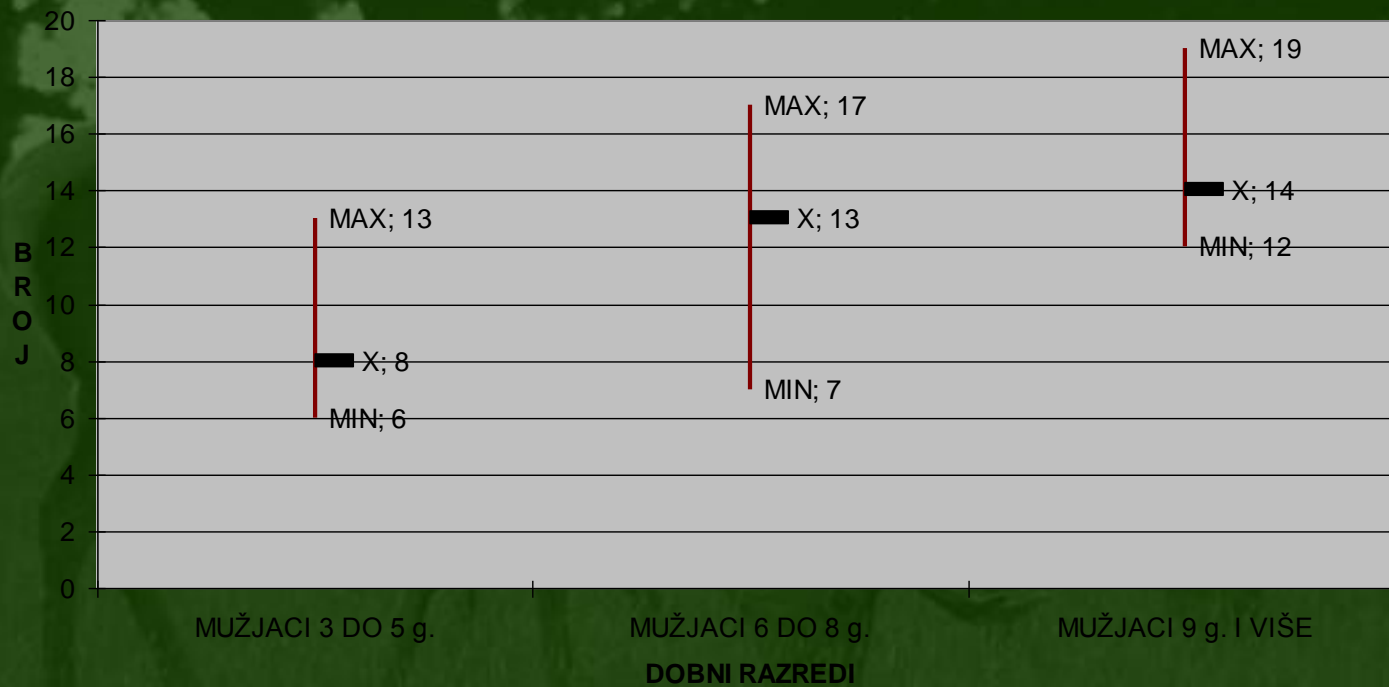 20
18
16
14
12
10
8
6
4
2
0
BROJ
MAX; 13
X; 8
MIN; 6
MAX; 17
X; 13
MIN; 7
MAX; 19
X; 14
MIN; 12
MUŽJACI 3 DO 5 g.
MUŽJACI 6 DO 8 g.
MUŽJACI 9 g. I VIŠE
DOBNI RAZREDI